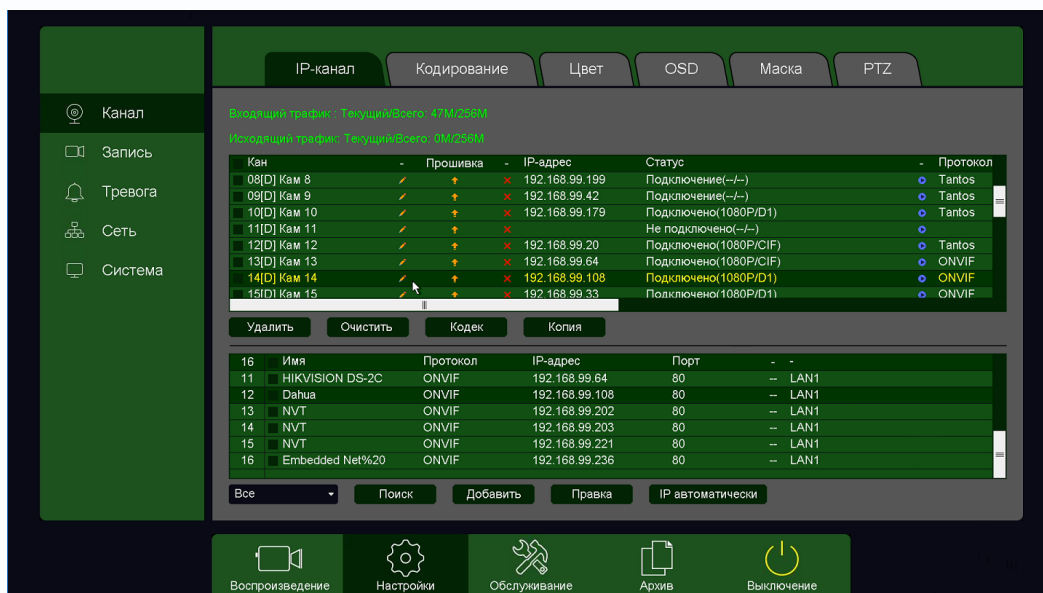 IP-канал Кодирование Цвет OSD Маска PTZ
Канал
Запись
Тревога
Сеть
Система
Входящий трафик : Текущий/Всего: 47M/256M
Исходящий трафик: Текущий/Всего: 0M/256M
Кан - Прошивка - IP-адрес Статус - Протокол
08[D] Кам 8 192.168.99.199 Подключение(--/--) Tantos
09[D] Кам 9 192.168.99.42 Подключение(--/--) Tantos
10[D] Кам 10 192.168.99.179 Подключено(1080P/D1) Tantos
11[D] Кам 11 Не подключено(--/--)
12[D] Кам 12 192.168.99.20 Подключено(1080P/CIF) Tantos
13[D] Кам 13 192.168.99.64 Подключено(1080P/CIF) ONVIF
14[D] Кам 14 192.168.99.108 Подключено(1080P/D1) ONVIF
15[D] Кам 15 192.168.99.33 Подключено(1080P/D1) ONVIF
Удалить Очистить Кодек Копия
16 Имя Протокол IP-адрес Порт - -
11 HIKVISION DS-2C ONVIF 192.168.99.64 80 -- LAN1
12 Dahua ONVIF 192.168.99.108 80 -- LAN1
13 NVT ONVIF 192.168.99.202 80 -- LAN1
14 NVT ONVIF 192.168.99.203 80 -- LAN1
15 NVT ONVIF 192.168.99.221 80 -- LAN1
16 Embedded Net%20 ONVIF 192.168.99.236 80 -- LAN1
Все Поиск Добавить Правка IP автоматически
Воспроизведение Настройки Обслуживание Архив Выключение